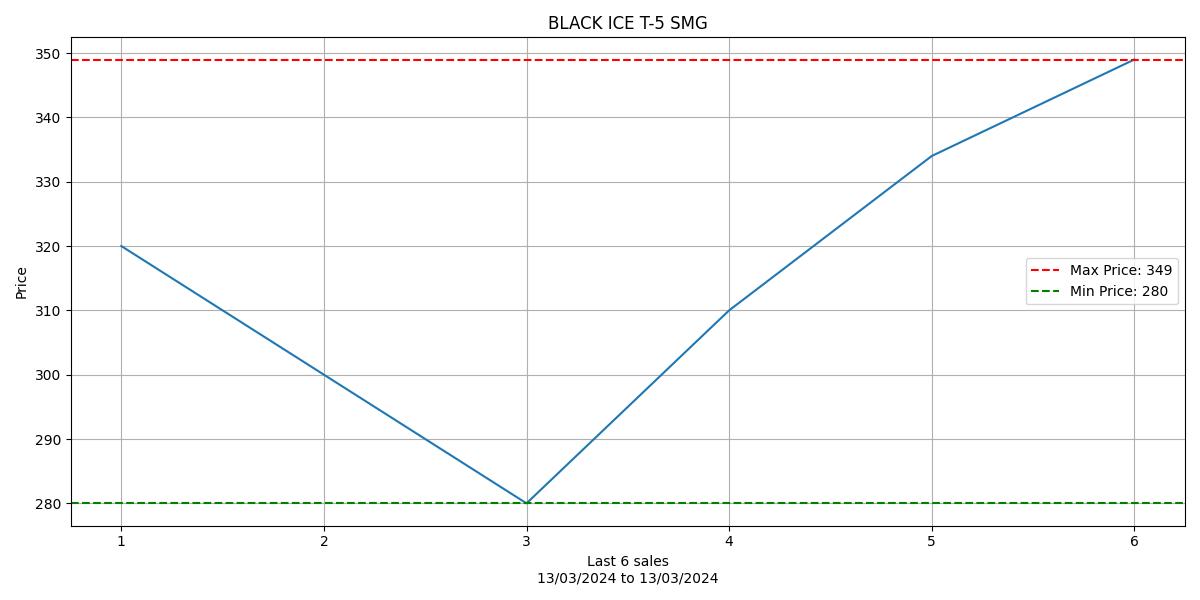 BLACK ICE T-5 SMG
350
340
330
320
310
300
290
280
Price
Max Price: 349
Min Price: 280
1 2 3 4 5 6
Last 6 sales
13/03/2024 to 13/03/2024